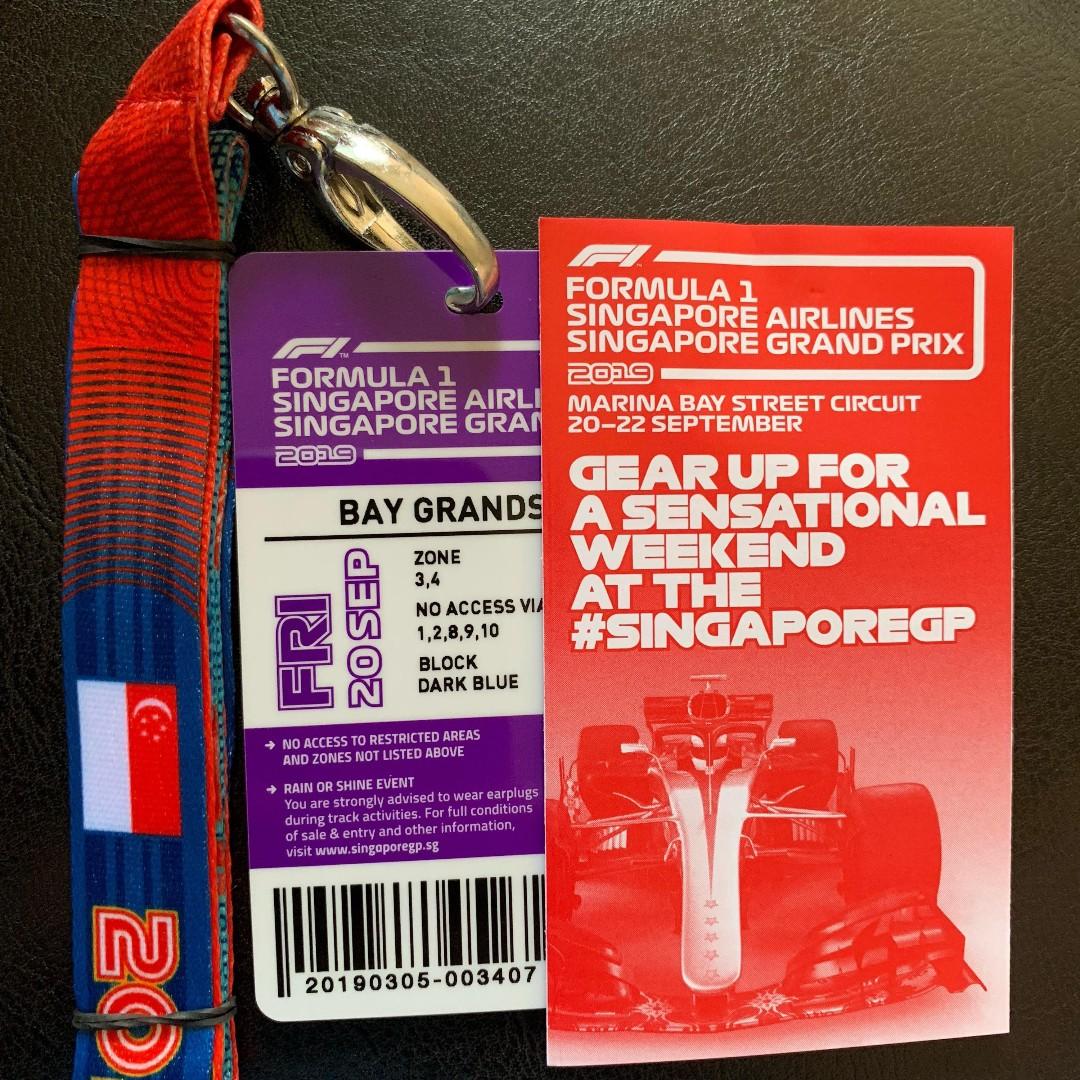 F1
FORMULA 1
SINGAPORE AIRLI
SINGAPORE GRAN
2019
BAY GRANDS
FRI
20 SEP
ZONE
3,4
NO ACCESS VIA
1,2,8,9,10
BLOCK
DARK BLUE
→ NO ACCESS TO RESTRICTED AREAS
AND ZONES NOT LISTED ABOVE
→ RAIN OR SHINE EVENT
You are strongly advised to wear earplugs
during track activities. For full conditions
of sale & entry and other information,
visit www.singaporegp.sg
20190305-003407
F1
FORMULA 1
SINGAPORE AIRLINES
SINGAPORE GRAND PRIX
2019
MARINA BAY STREET CIRCUIT
20–22 SEPTEMBER
GEAR UP FOR
A SENSATIONAL
WEEKEND
AT THE
#SINGAPOREGP
20